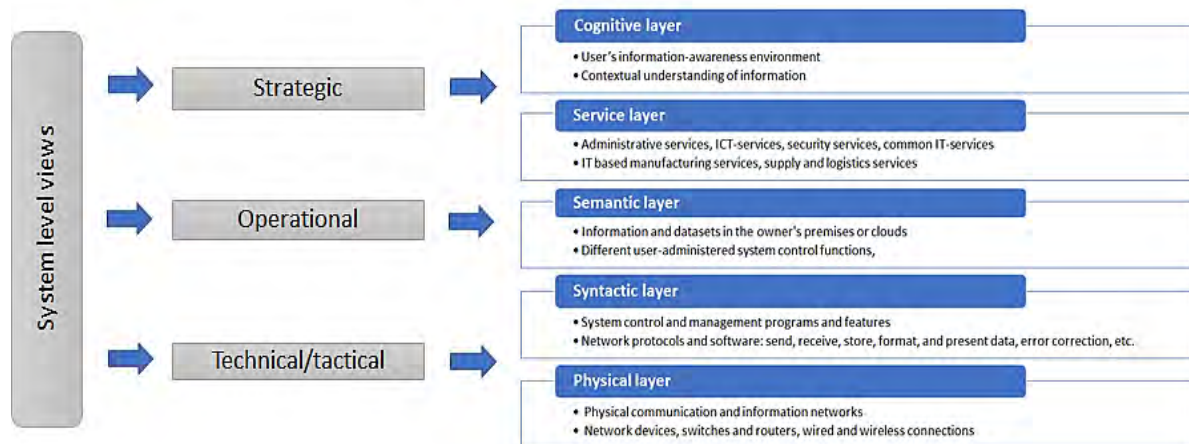 System level views
Strategic
Operational
Technical/tactical
Cognitive layer
• User's information-awareness environment
• Contextual understanding of information
Service layer
• Administrative services, ICT-services, security services, common IT-services
• IT based manufacturing services, supply and logistics services
Semantic layer
• Information and datasets in the owner's premises or clouds
• Different user-administered system control functions,
Syntactic layer
• System control and management programs and features
• Network protocols and software: send, receive, store, format, and present data, error correction, etc.
Physical layer
• Physical communication and information networks
• Network devices, switches and routers, wired and wireless connections